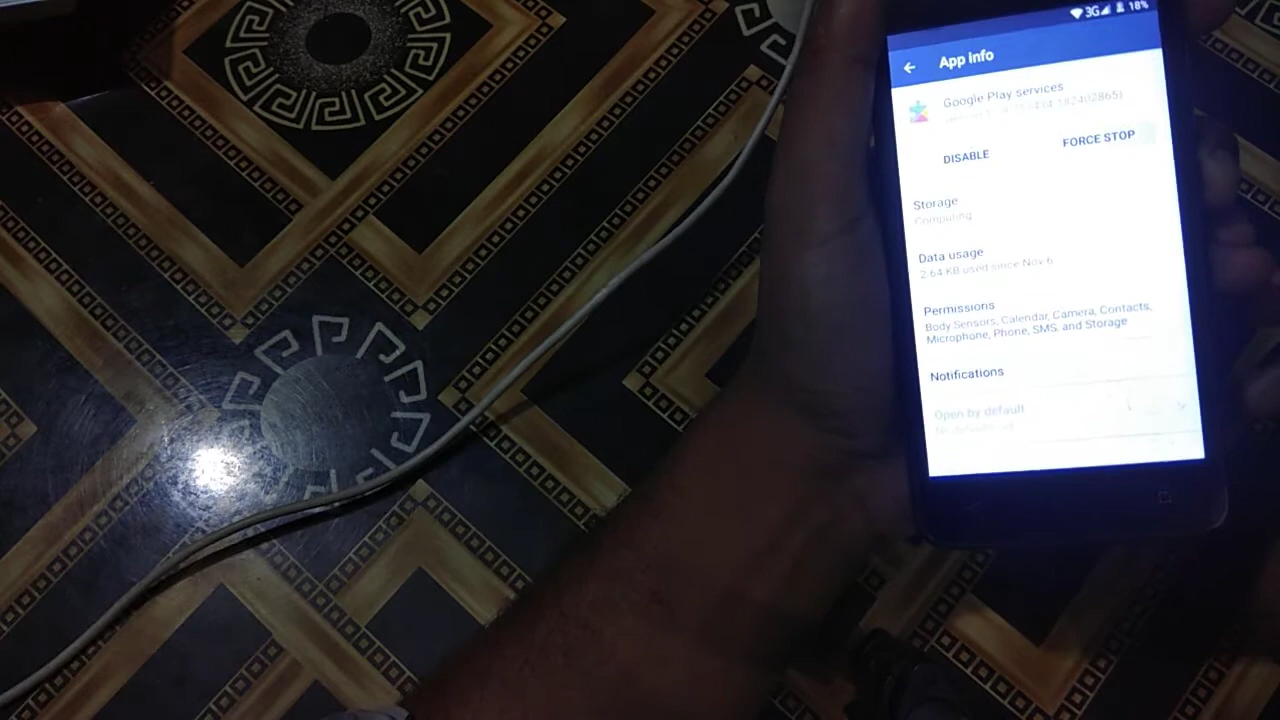 3G 18%
App info
Google Play services
182402865)
DISABLE
FORCE STOP
Storage
Computing
Data usage
2.64 KB used since Nov 6
Permissions
Body Sensors, Calendar, Camera, Contacts,
Microphone, Phone, SMS, and Storage
Notifications
Open by default